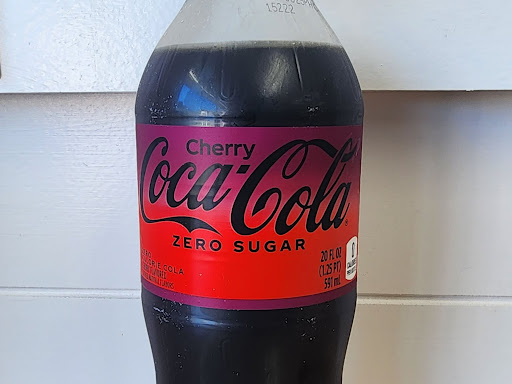 15222
Cherry
Coca-Cola
ZERO SUGAR
20 FL OZ
(1.25 PT)
591 mL
0